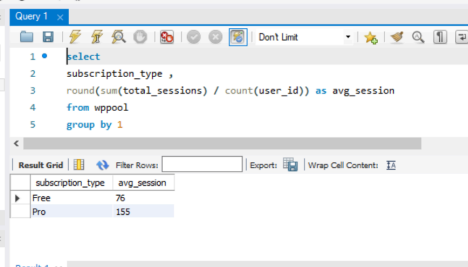 Query 1
Don't Limit
1 select
2 subscription_type ,
3 round(sum(total_sessions) / count(user_id)) as avg_session
4 from wppool
5 group by 1
Result Grid Filter Rows: Export: Wrap Cell Content:
subscription_type avg_session
Free 76
Pro 155